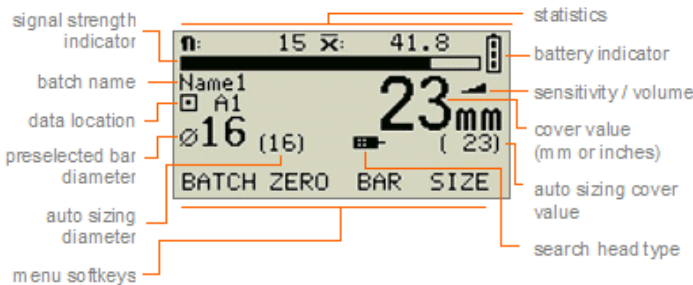 signal strength
indicator
batch name
data location
preselected bar
diameter
auto sizing
diameter
menu softkeys
n: 15 x̄: 41.8
Name1
A1
23mm
⌀16 (16) ( 23)
BATCH ZERO BAR SIZE
statistics
battery indicator
sensitivity / volume
cover value
(mm or inches)
auto sizing cover
value
search head type